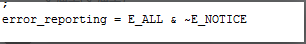 ;
error_reporting = E_ALL & ~E_NOTICE